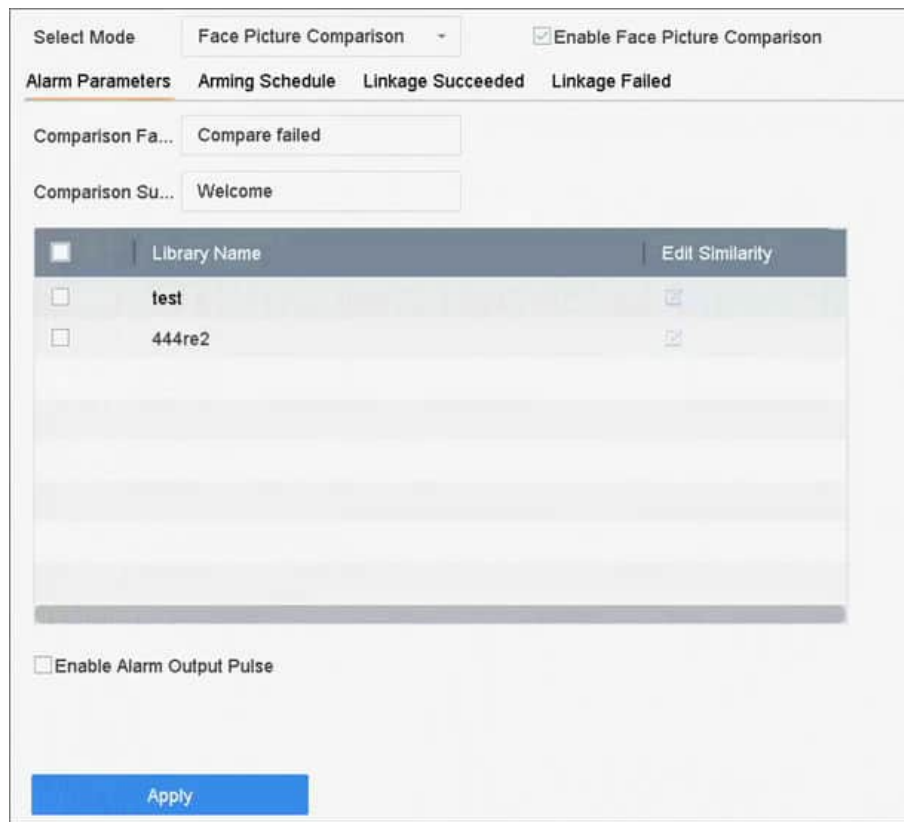 Select Mode Face Picture Comparison Enable Face Picture Comparison
Alarm Parameters Arming Schedule Linkage Succeeded Linkage Failed
Comparison Fa... Compare failed
Comparison Su... Welcome
Library Name Edit Similarity
test
444re2
Enable Alarm Output Pulse
Apply